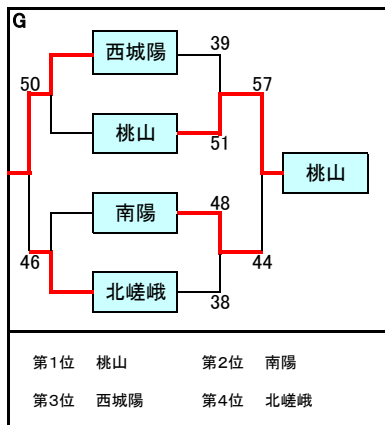 G
西城陽 39
50 57
桃山 51
桃山
南陽 48
46 44
北嵯峨 38
第1位 桃山 第2位 南陽
第3位 西城陽 第4位 北嵯峨